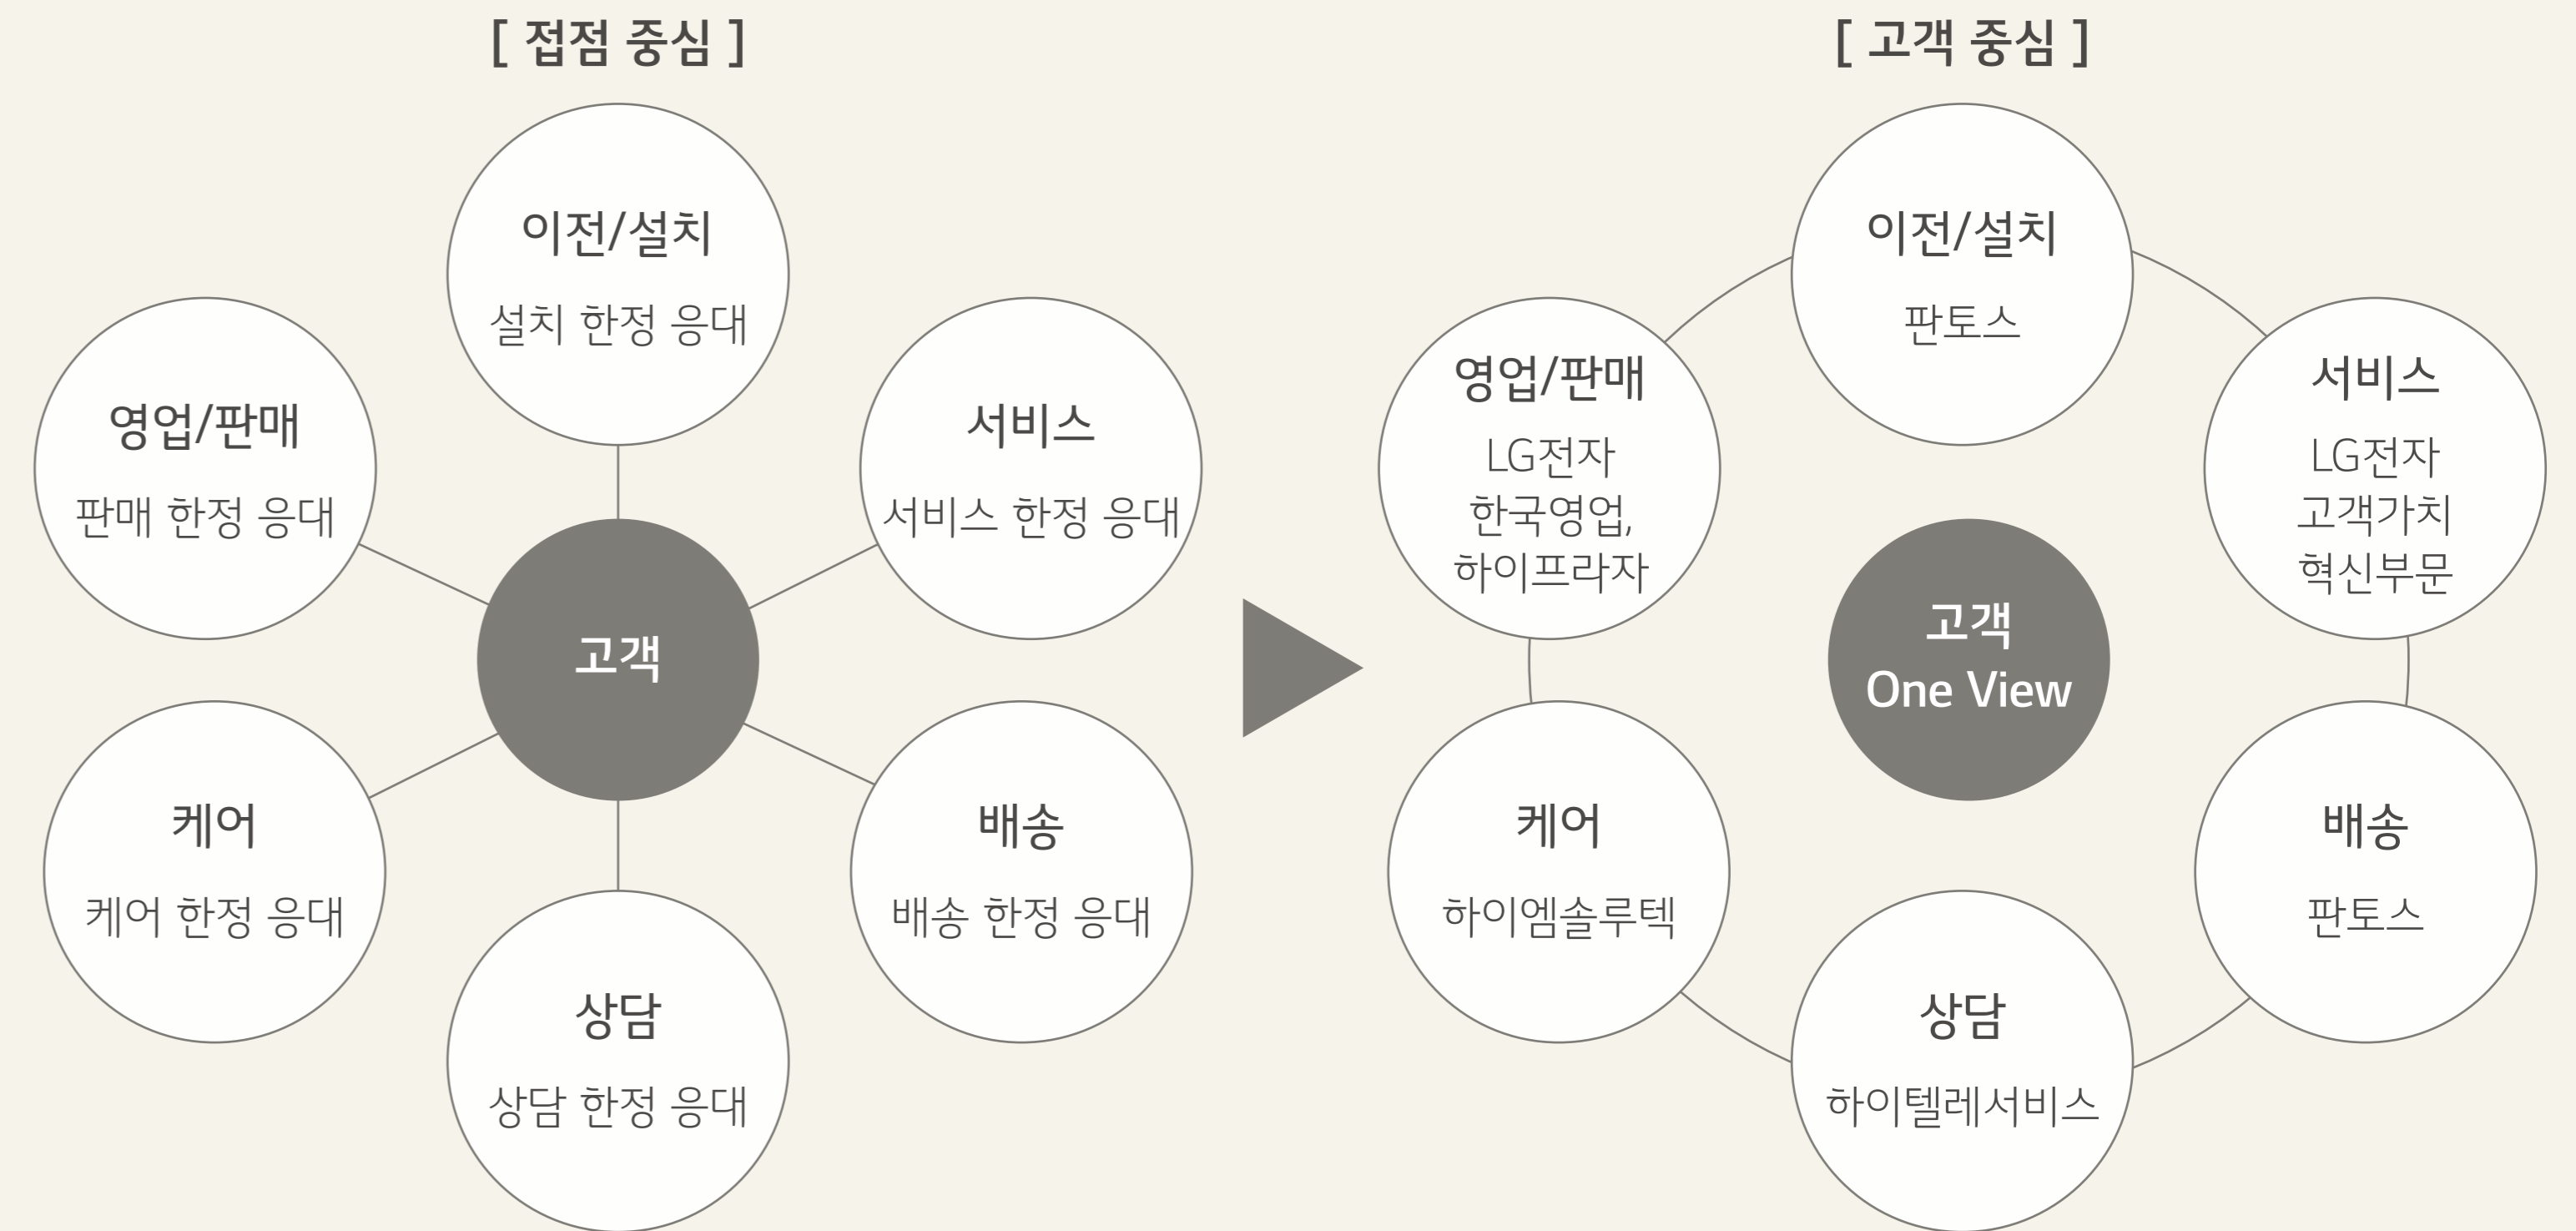 [ 접점 중심 ]
이전/설치
설치 한정 응대
영업/판매
판매 한정 응대
서비스
서비스 한정 응대
고객
케어
케어 한정 응대
배송
배송 한정 응대
상담
상담 한정 응대
[ 고객 중심 ]
이전/설치
판토스
영업/판매
LG전자
한국영업,
하이프라자
서비스
LG전자
고객가치
혁신부문
고객
One View
케어
하이엠솔루텍
배송
판토스
상담
하이텔레서비스